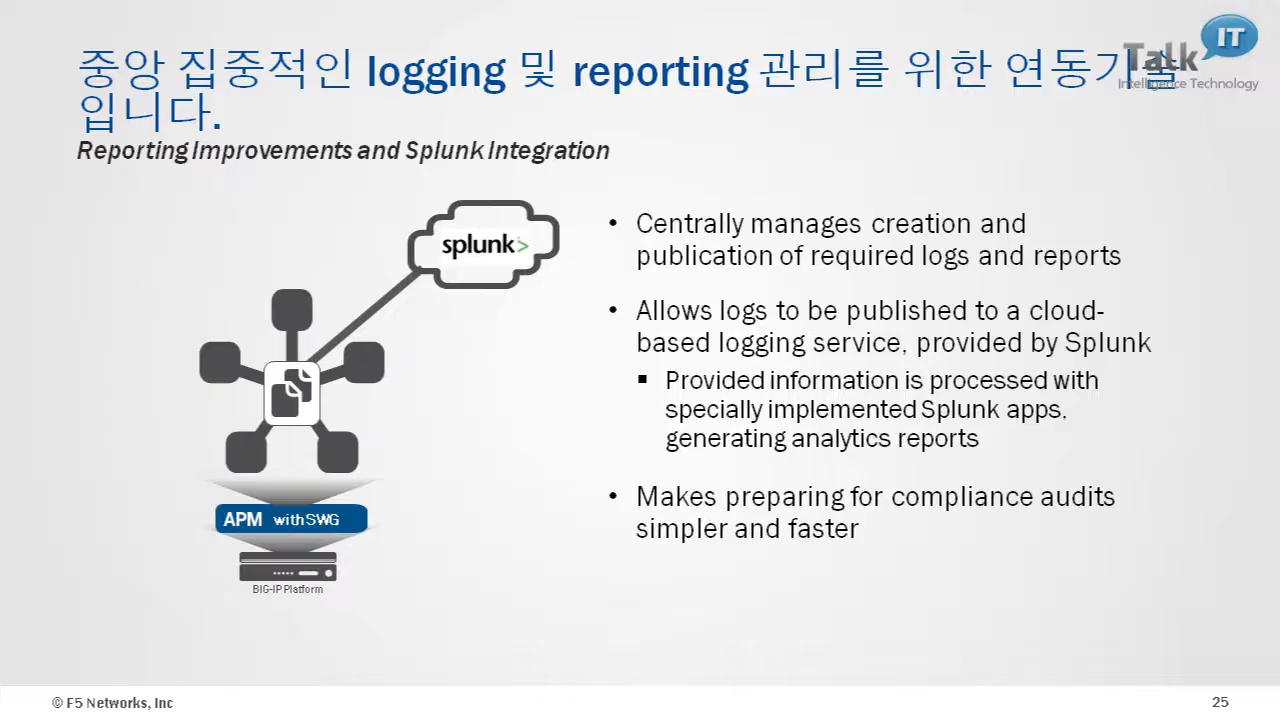 중앙 집중적인 logging 및 reporting 관리를 위한 연동기술
입니다.
Talk IT
Intelligence Technology
Reporting Improvements and Splunk Integration
splunk>
• Centrally manages creation and
publication of required logs and reports
• Allows logs to be published to a cloud-
based logging service, provided by Splunk
▪ Provided information is processed with
specially implemented Splunk apps,
generating analytics reports
• Makes preparing for compliance audits
simpler and faster
APM with SWG
BIG-IP Platform
© F5 Networks, Inc
25